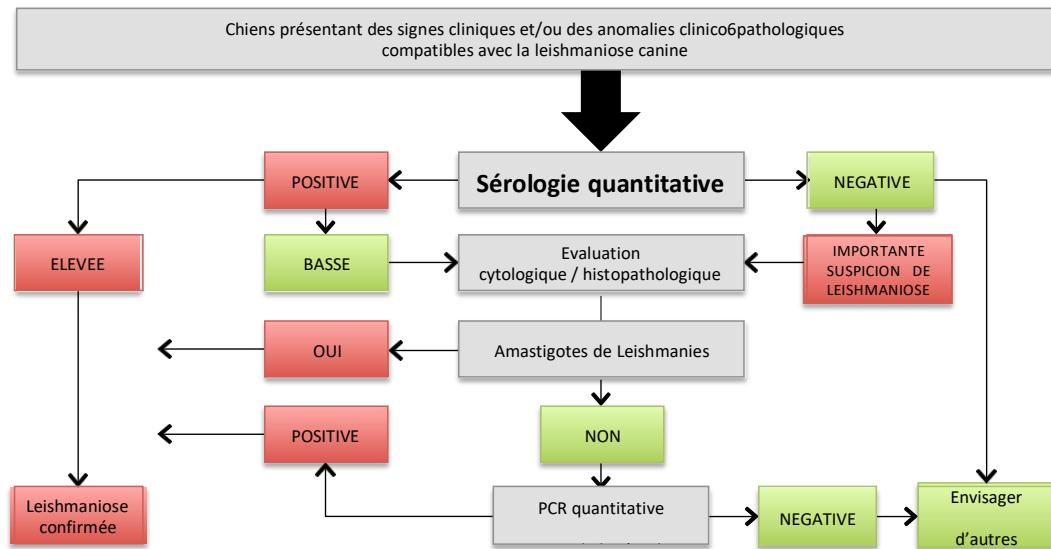 Chiens présentant des signes cliniques et/ou des anomalies clinico6pathologiques
compatibles avec la leishmaniose canine
POSITIVE
Sérologie quantitative
NEGATIVE
ELEVEE
BASSE
Evaluation
cytologique / histopathologique
IMPORTANTE
SUSPICION DE
LEISHMANIOSE
OUI
Amastigotes de Leishmanies
POSITIVE
NON
Leishmaniose
confirmée
PCR quantitative
NEGATIVE
Envisager
d'autres